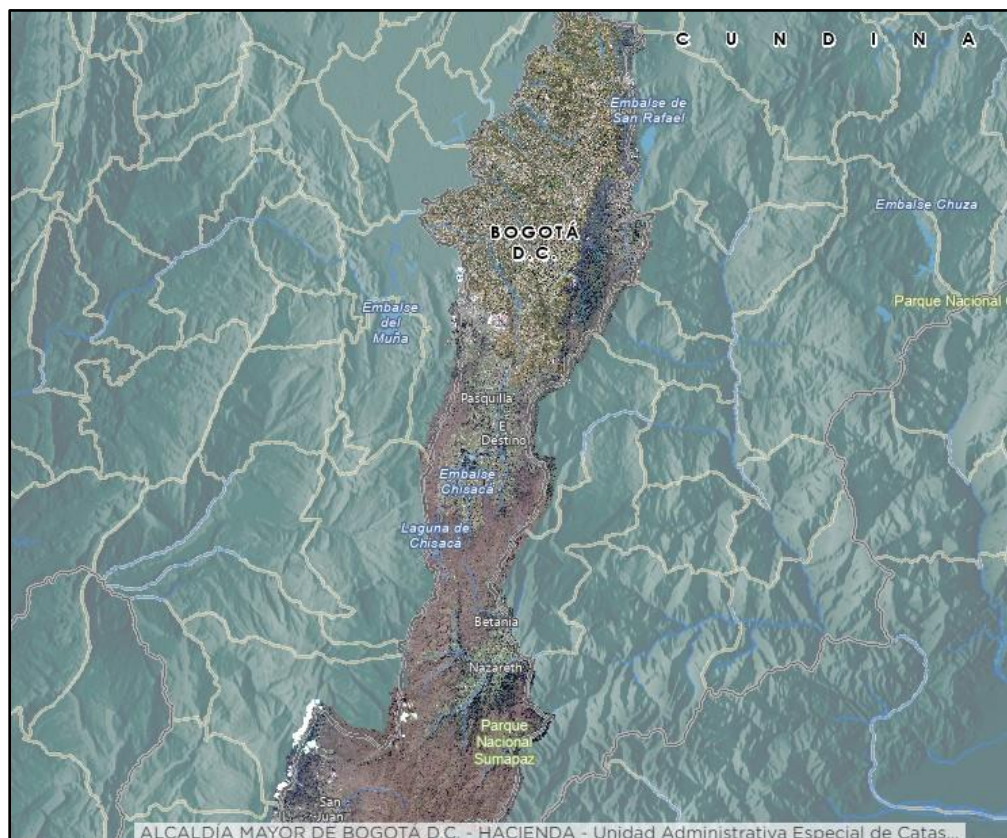 C U N D I N A
Embalse de
San Rafael
Embalse Chuza
BOGOTÁ
D.C.
Parque Nacional
Embalse
del
Muña
Pasquilla
E
Destino
Embalse
Chisacá
Laguna de
Chisacá
Betania
Nazareth
Parque
Nacional
Sumapaz
San
Juan
ALCALDÍA MAYOR DE BOGOTÁ D.C. - HACIENDA - Unidad Administrativa Especial de Catas...